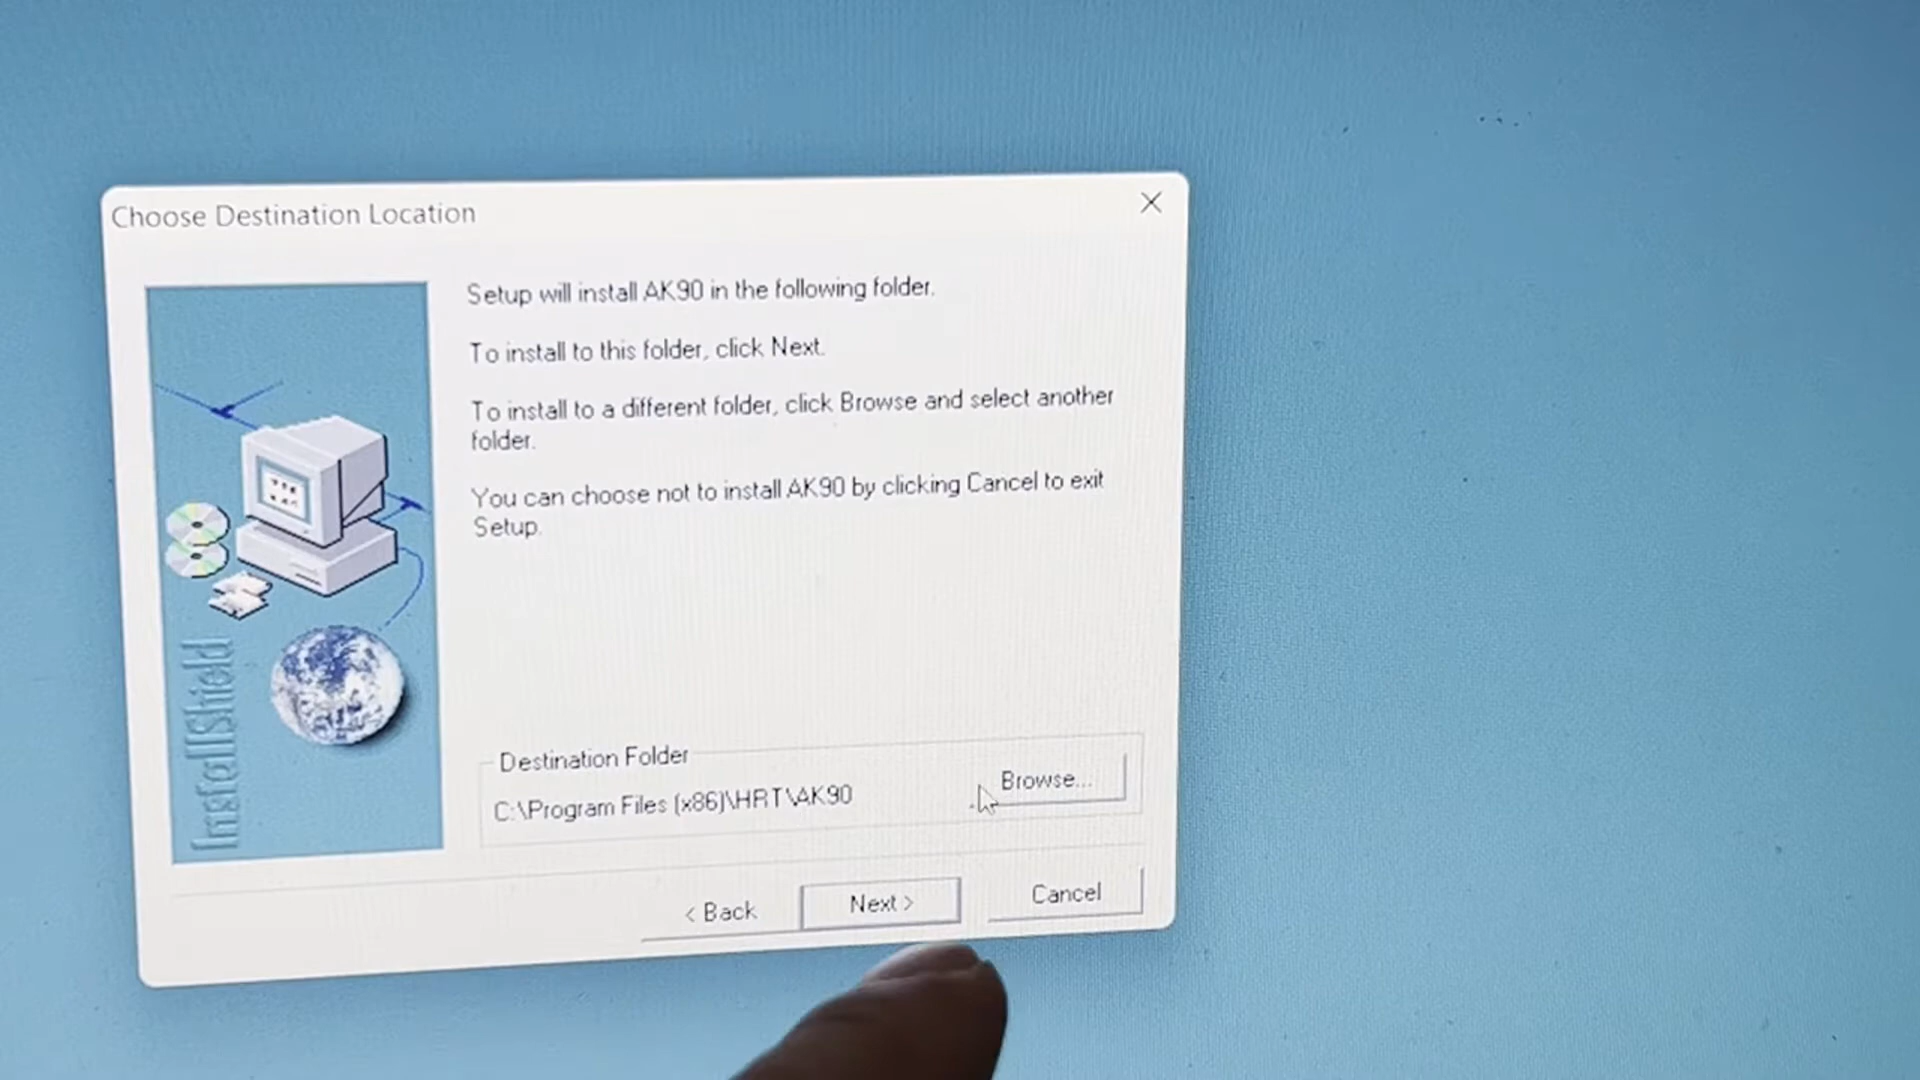 Choose Destination Location
Setup will install AK90 in the following folder.
To install to this folder, click Next.
To install to a different folder, click Browse and select another
folder.
You can choose not to install AK90 by clicking Cancel to exit
Setup.
InstallShield
Destination Folder
C:\Program Files (x86)\HRT\AK90
Browse...
< Back
Next >
Cancel